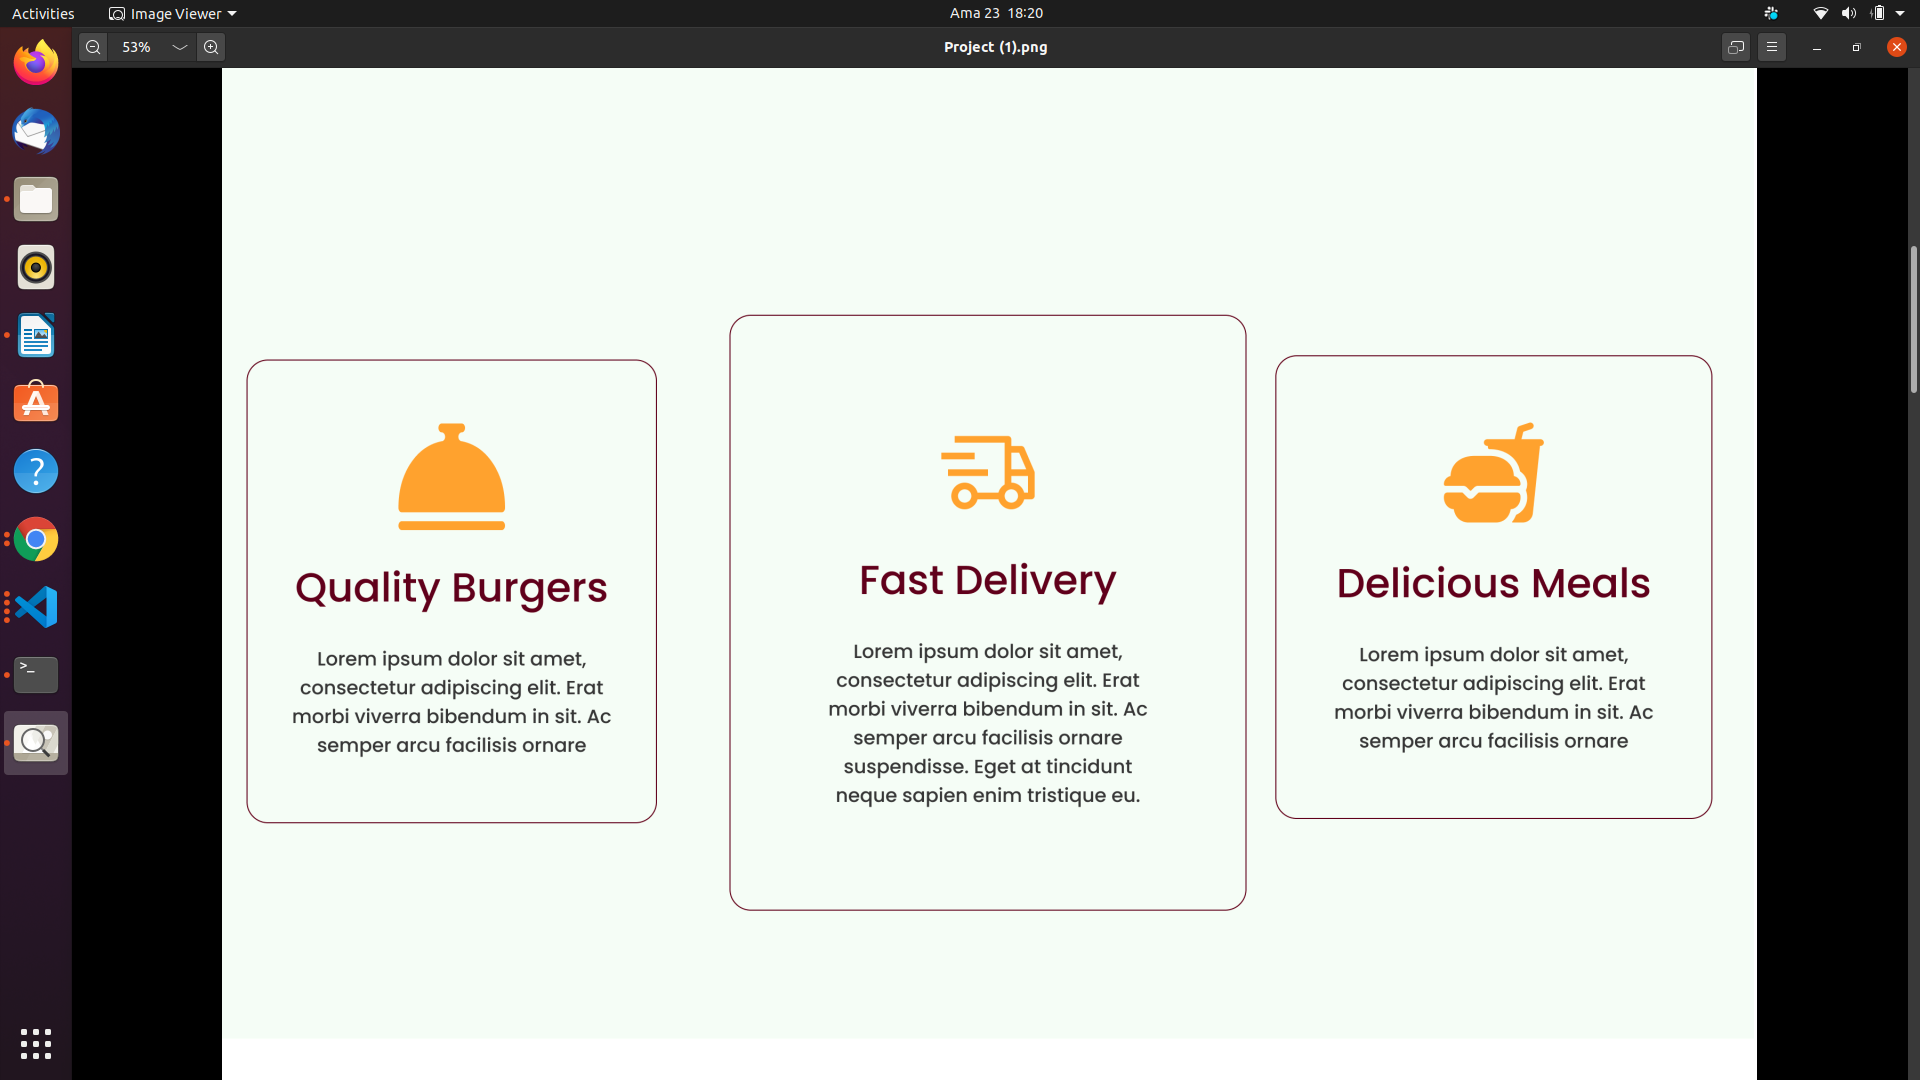 Activities
Image Viewer
Ama 23 18:20
53%
Project (1).png
Quality Burgers
Lorem ipsum dolor sit amet,
consectetur adipiscing elit. Erat
morbi viverra bibendum in sit. Ac
semper arcu facilisis ornare
Fast Delivery
Lorem ipsum dolor sit amet,
consectetur adipiscing elit. Erat
morbi viverra bibendum in sit. Ac
semper arcu facilisis ornare
suspendisse. Eget at tincidunt
neque sapien enim tristique eu.
Delicious Meals
Lorem ipsum dolor sit amet,
consectetur adipiscing elit. Erat
morbi viverra bibendum in sit. Ac
semper arcu facilisis ornare